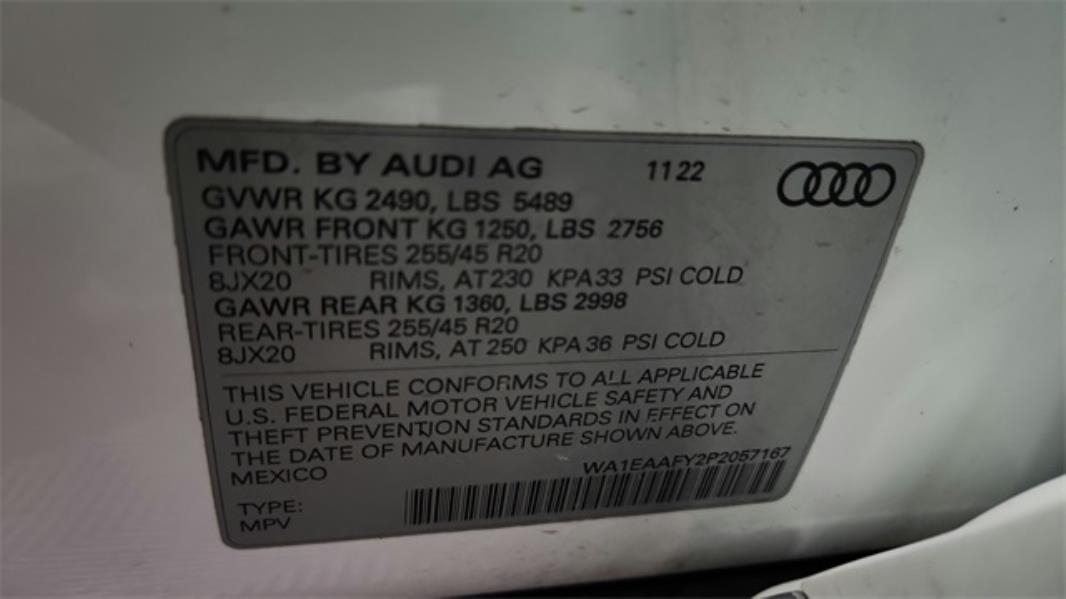 MFD. BY AUDI AG 11 22
GVWR KG 2490, LBS 5489
GAWR FRONT KG 1250, LBS 2756
FRONT-TIRES 255/45 R20
8JX20 RIMS, AT 230 KPA 33 PSI COLD
GAWR REAR KG 1360, LBS 2998
REAR-TIRES 255/45 R20
8JX20 RIMS, AT 250 KPA 36 PSI COLD
THIS VEHICLE CONFORMS TO ALL APPLICABLE
U.S. FEDERAL MOTOR VEHICLE SAFETY AND
THEFT PREVENTION STANDARDS IN EFFECT ON
THE DATE OF MANUFACTURE SHOWN ABOVE.
MEXICO WA1EAAFY2P2057167
TYPE:
MPV